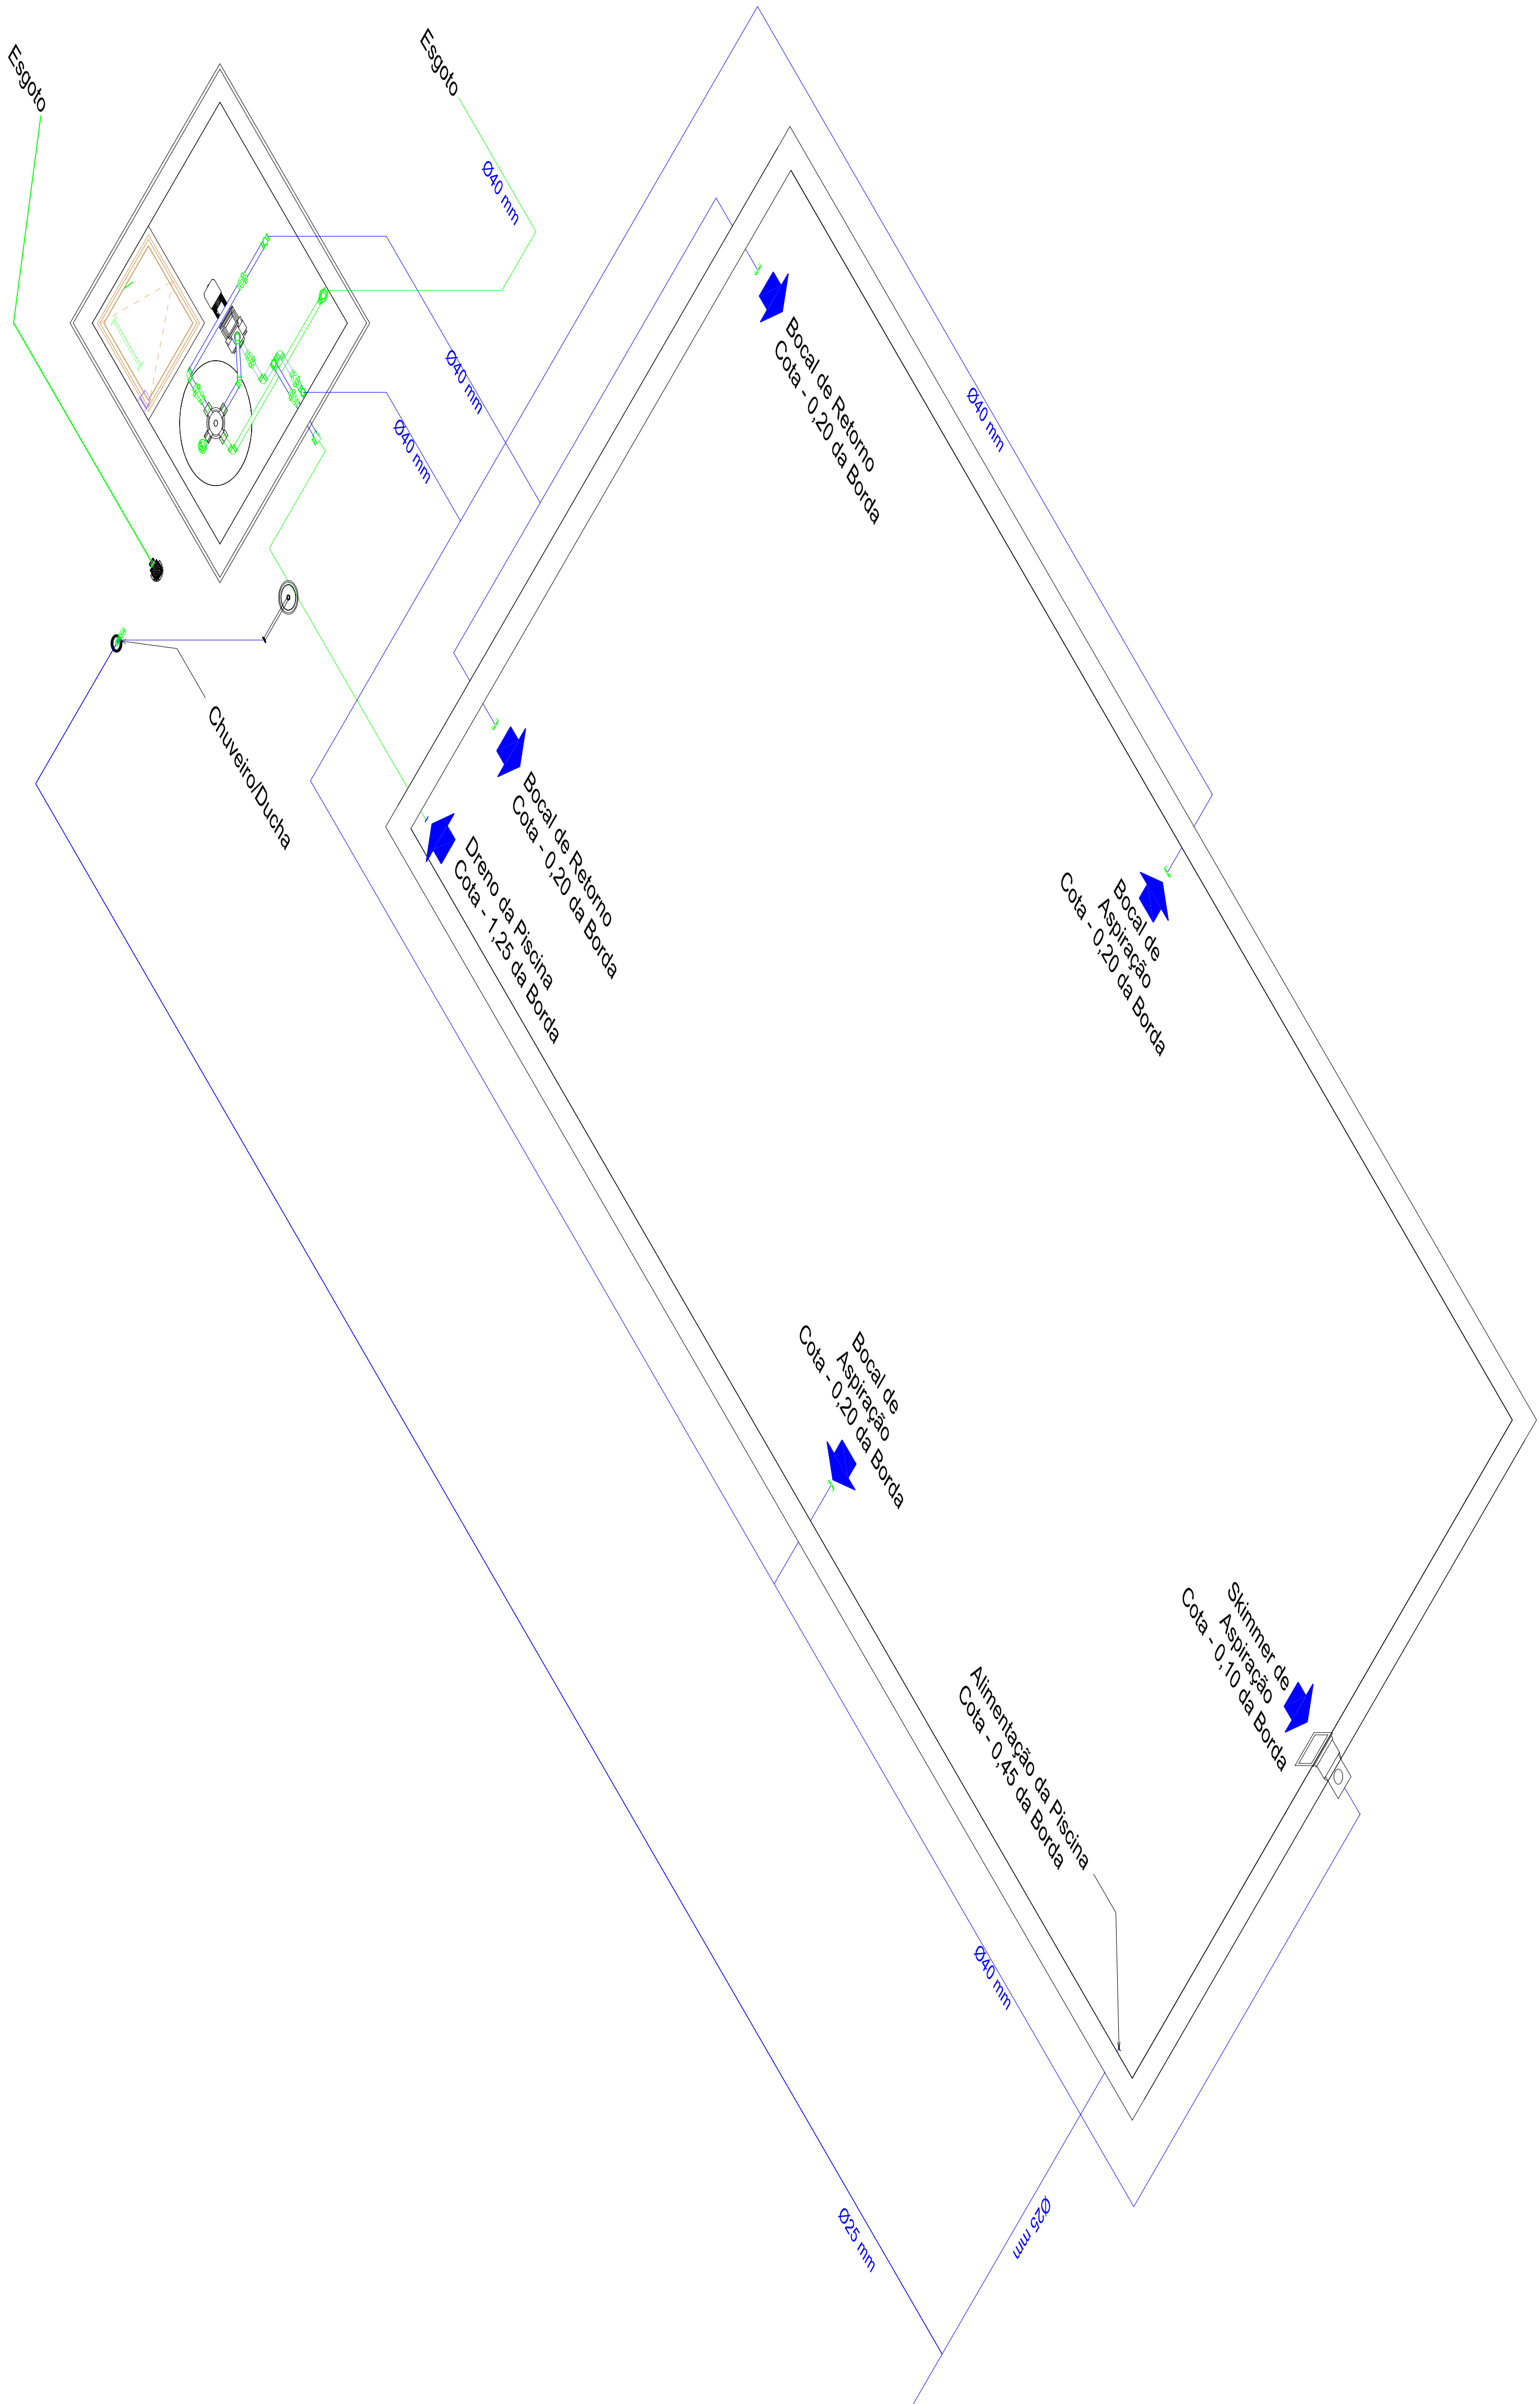 Esgoto
Esgoto
Ø40 mm
Ø40 mm
Ø40 mm
Ø40 mm
Bocal de Retorno
Cota - 0,20 da Borda
Chuveiro/Ducha
Bocal de Retorno
Cota - 0,20 da Borda
Dreno da Piscina
Cota - 1,25 da Borda
Bocal de
Aspiração
Cota - 0,20 da Borda
Bocal de
Aspiração
Cota - 0,20 da Borda
Skimmer de
Aspiração
Cota - 0,10 da Borda
Alimentação da Piscina
Cota - 0,45 da Borda
Ø40 mm
Ø25 mm
Ø25 mm